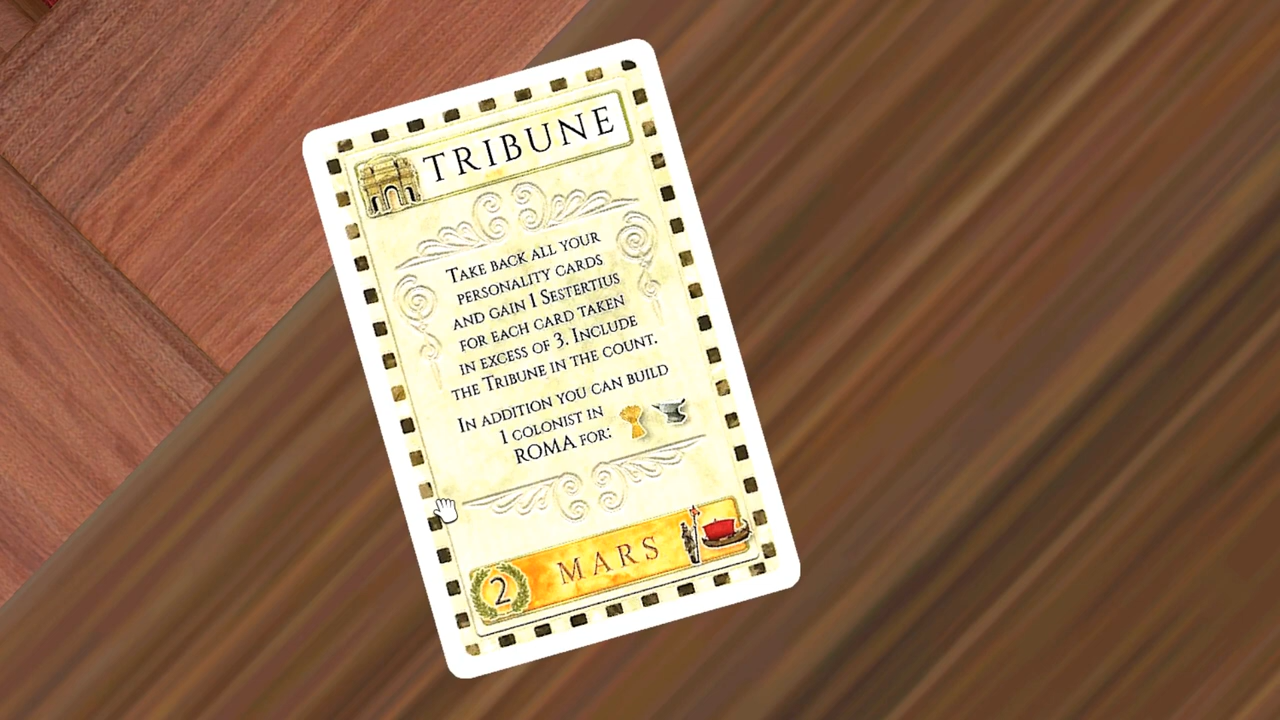 TRIBUNE
TAKE BACK ALL YOUR
PERSONALITY CARDS
AND GAIN 1 SESTERTIUS
FOR EACH CARD TAKEN
IN EXCESS OF 3. INCLUDE
THE TRIBUNE IN THE COUNT.
IN ADDITION YOU CAN BUILD
1 COLONIST IN
ROMA FOR:
2 MARS